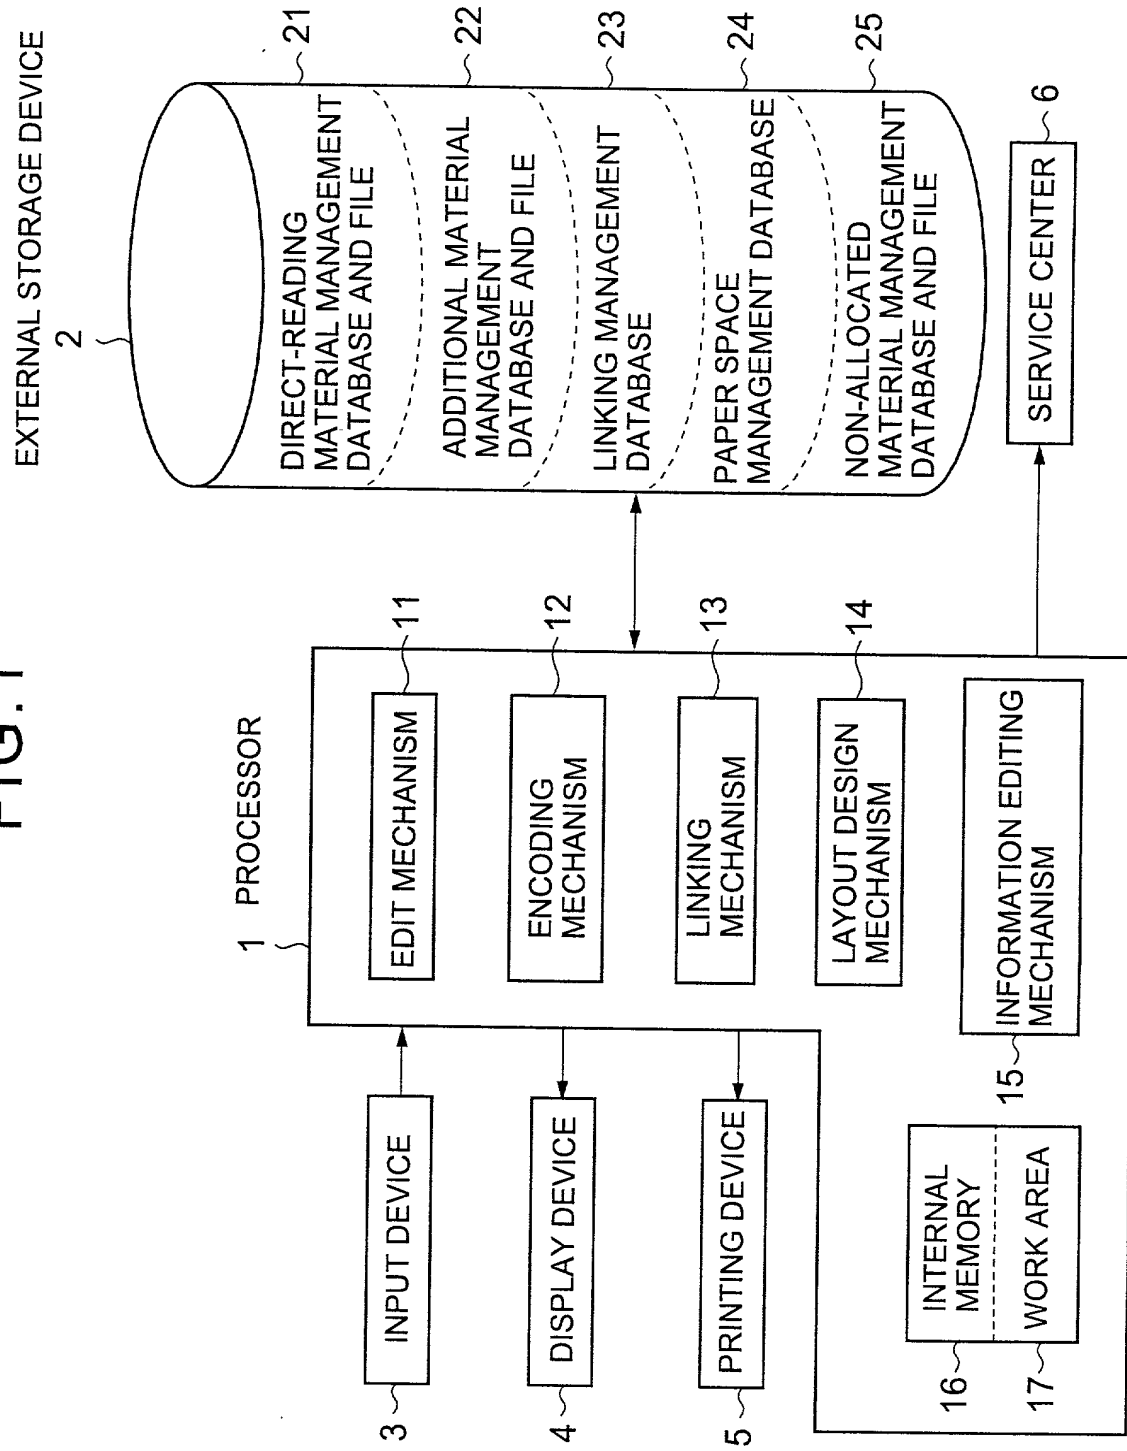 FIG. 1
EXTERNAL STORAGE DEVICE
2
1 PROCESSOR
3
INPUT DEVICE
4
DISPLAY DEVICE
5
PRINTING DEVICE
EDIT MECHANISM
11
ENCODING
MECHANISM
12
LINKING
MECHANISM
13
LAYOUT DESIGN
MECHANISM
14
15
INFORMATION EDITING
MECHANISM
16
INTERNAL
MEMORY
17
WORK AREA
DIRECT-READING
MATERIAL MANAGEMENT
DATABASE AND FILE
21
ADDITIONAL MATERIAL
MANAGEMENT
DATABASE AND FILE
22
LINKING MANAGEMENT
DATABASE
23
PAPER SPACE
MANAGEMENT DATABASE
24
NON-ALLOCATED
MATERIAL MANAGEMENT
DATABASE AND FILE
25
SERVICE CENTER
6